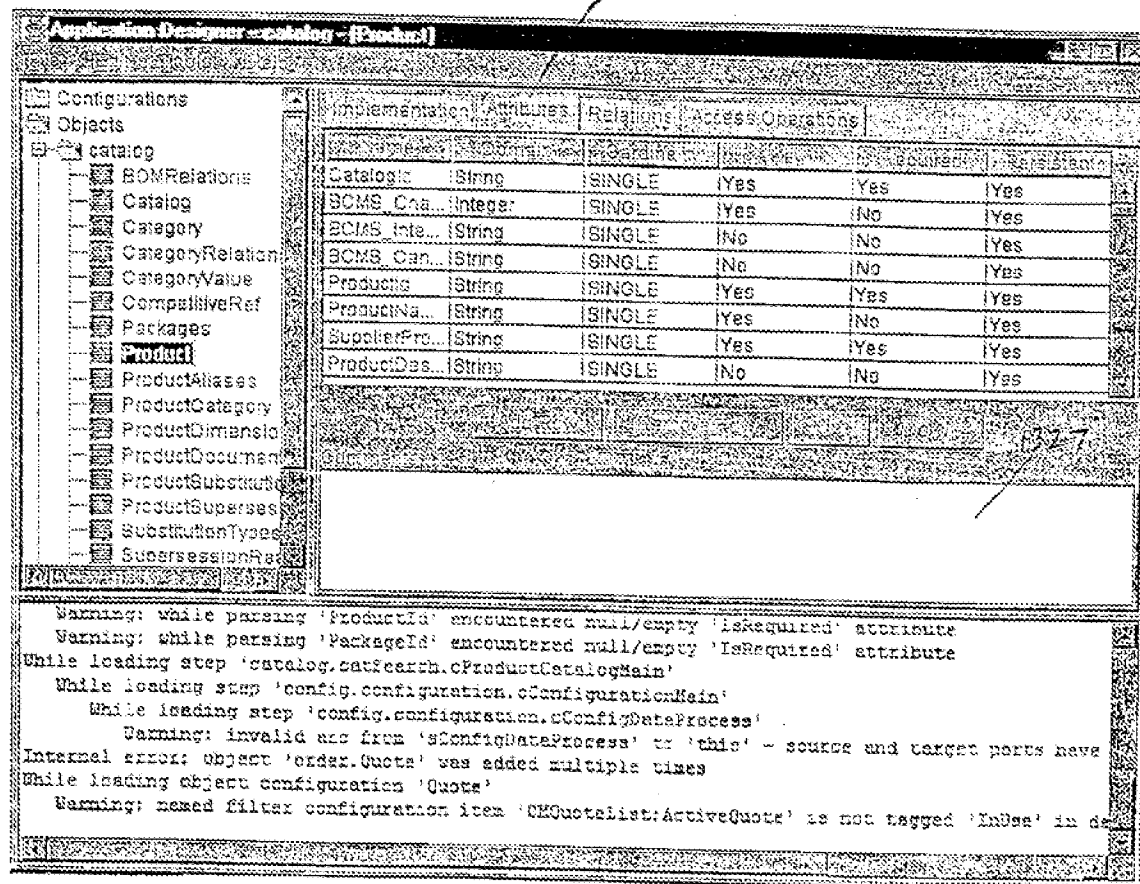 Application Designer - catalog - [Product]
Configurations
Objects
catalog
BOMRelations
Catalog
Category
CategoryRelation
CategoryValue
CompetitiveRef
Packages
Product
ProductAliases
ProductCategory
ProductDimensio
ProductDocumen
ProductSubstitutio
ProductSuperses
SubstitutionTypes
SupersessionRe
Implementation Attributes Relations Access Operations
CatalogId String SINGLE Yes Yes Yes
BCMS_Cha... Integer SINGLE Yes No Yes
BCMS_Inte... String SINGLE No No Yes
BCMS_Can... String SINGLE No No Yes
ProductId String SINGLE Yes Yes Yes
ProductNa... String SINGLE Yes No Yes
SupplierPro... String SINGLE Yes Yes Yes
ProductDes... String SINGLE No No Yes
1327
Warning: while parsing 'ProductId' encountered null/empty 'IsRequired' attribute
Warning: while parsing 'PackageId' encountered null/empty 'IsRequired' attribute
While loading step 'catalog.catSearch.cProductCatalogMain'
While loading step 'config.configuration.cConfigurationMain'
While loading step 'config.configuration.cConfigDataProcess'
Warning: invalid arc from 'sConfigDataProcess' to 'this' - source and target ports have
Internal error: object 'order.Quote' was added multiple times
While loading object configuration 'Quote'
Warning: named filter configuration item 'CMQuoteList:ActiveQuote' is not tagged 'InUse' in de